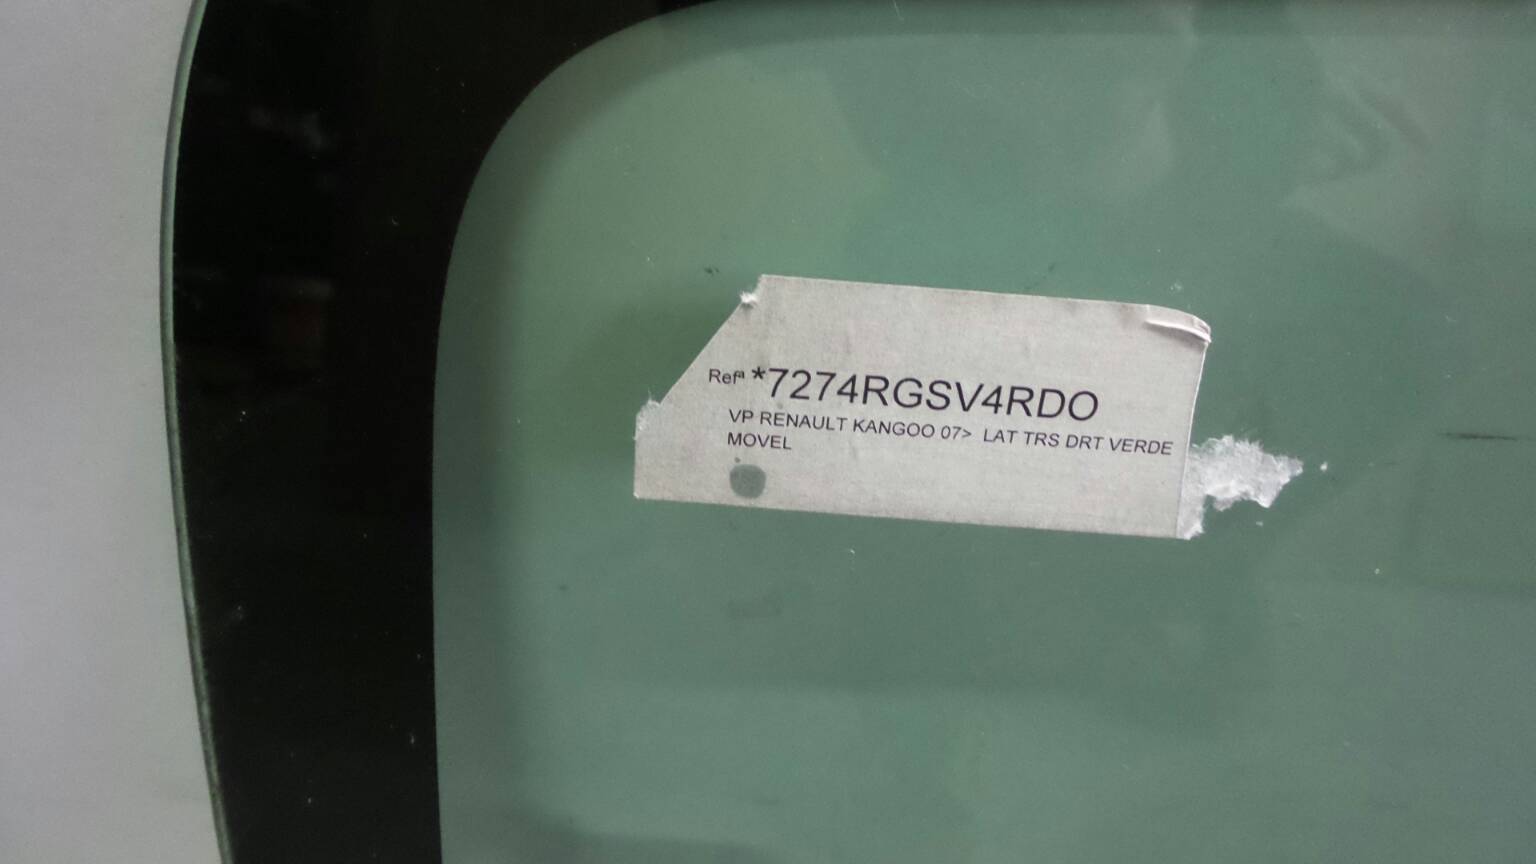 Refª *7274RGSV4RDO
VP RENAULT KANGOO 07> LAT TRS DRT VERDE
MOVEL